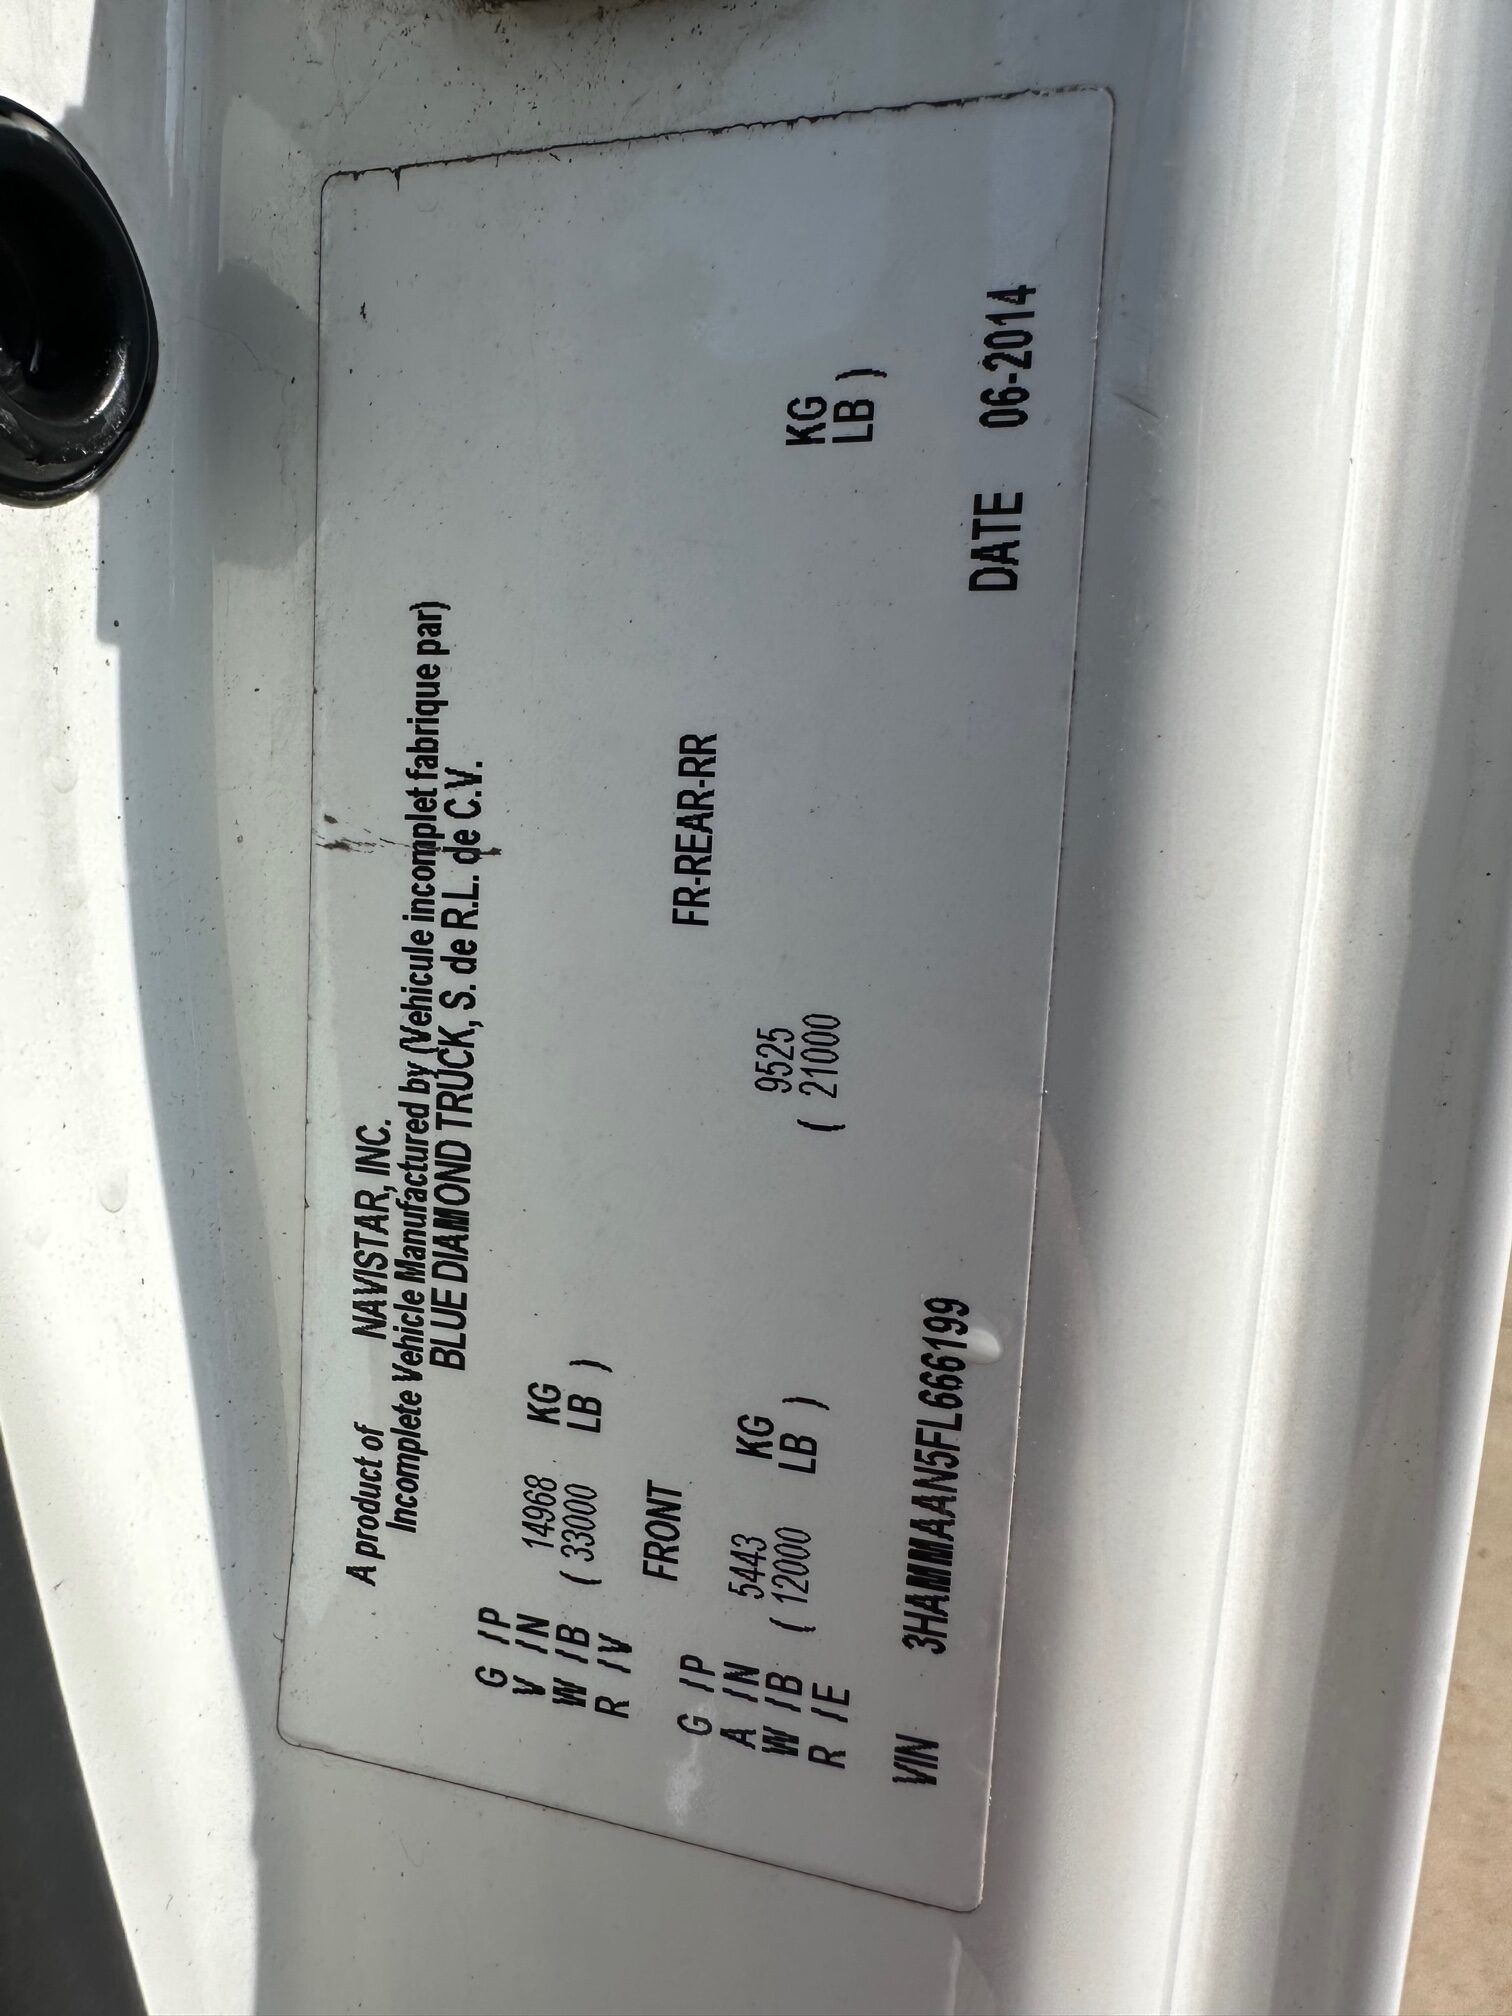 A product of NAVISTAR, INC.
Incomplete Vehicle Manufactured by (Vehicule incomplet fabrique par)
BLUE DIAMOND TRUCK, S. de R.L. de C.V.
G /P
V /N 14968 KG
W /B ( 33000 LB )
R /V
FRONT FR-REAR-RR
G /P
A /N 5443 KG 9525 KG
W /B ( 12000 LB ) ( 21000 LB )
R /E
VIN 3HAMMAAN5FL666199 DATE 06-2014